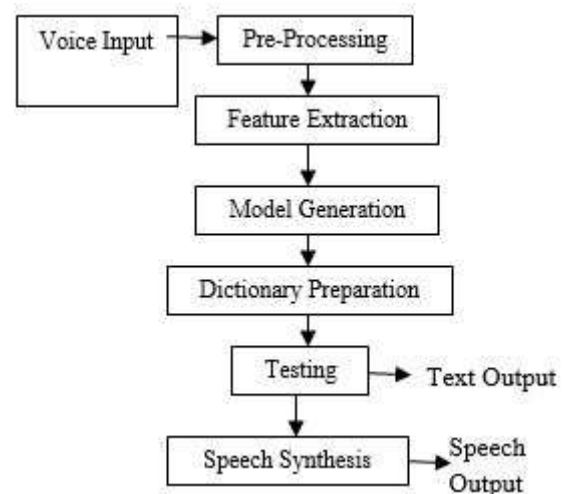 Voice Input
Pre-Processing
Feature Extraction
Model Generation
Dictionary Preparation
Testing
Text Output
Speech Synthesis
Speech
Output